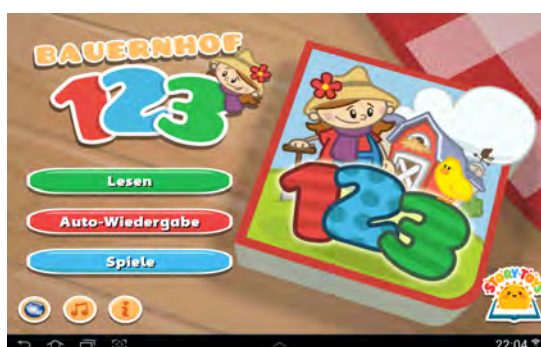 BAUERNHOF
123
123
Lesen
Auto-Wiedergabe
Spiele
i
STORY TOYS
22:04